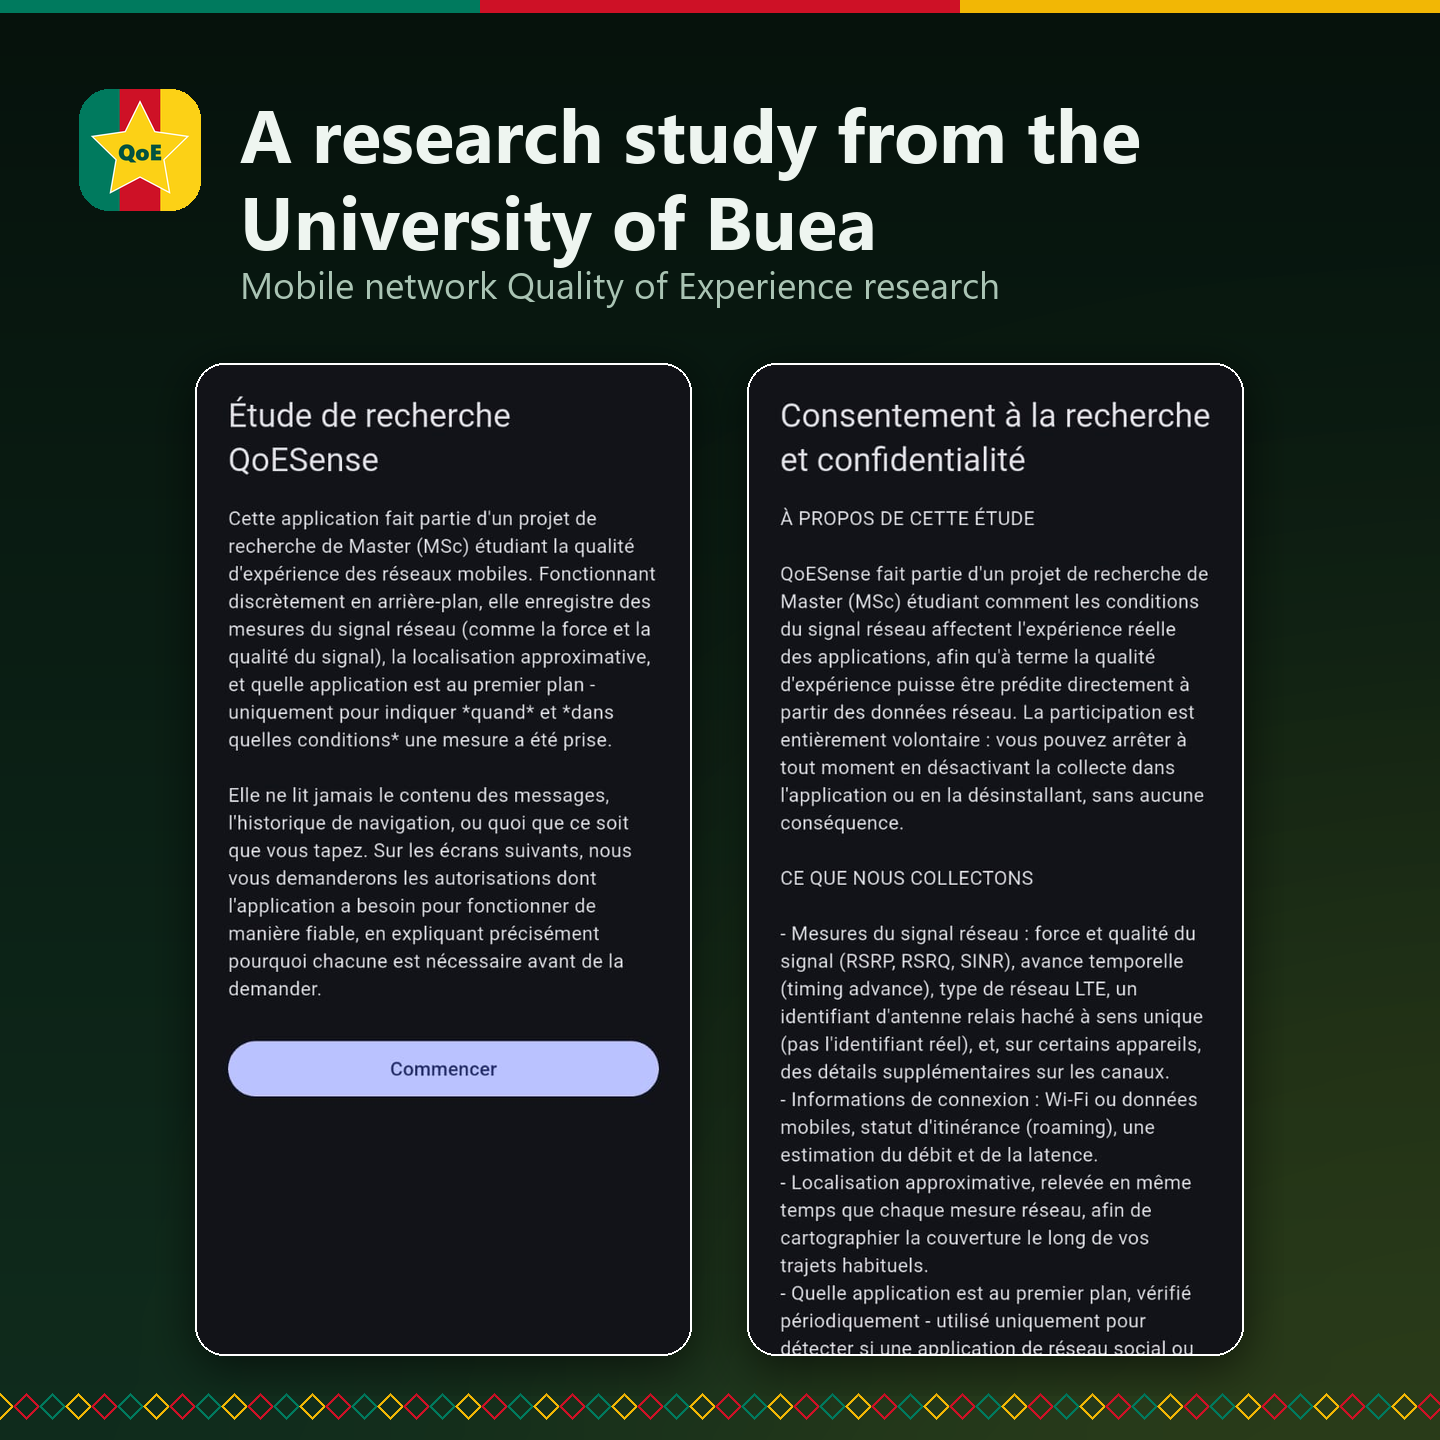 QoE
A research study from the
University of Buea
Mobile network Quality of Experience research
Étude de recherche
QoESense
Cette application fait partie d'un projet de
recherche de Master (MSc) étudiant la qualité
d'expérience des réseaux mobiles. Fonctionnant
discrètement en arrière-plan, elle enregistre des
mesures du signal réseau (comme la force et la
qualité du signal), la localisation approximative,
et quelle application est au premier plan -
uniquement pour indiquer *quand* et *dans
quelles conditions* une mesure a été prise.
Elle ne lit jamais le contenu des messages,
l'historique de navigation, ou quoi que ce soit
que vous tapez. Sur les écrans suivants, nous
vous demanderons les autorisations dont
l'application a besoin pour fonctionner de
manière fiable, en expliquant précisément
pourquoi chacune est nécessaire avant de la
demander.
Commencer
Consentement à la recherche
et confidentialité
À PROPOS DE CETTE ÉTUDE
QoESense fait partie d'un projet de recherche de
Master (MSc) étudiant comment les conditions
du signal réseau affectent l'expérience réelle
des applications, afin qu'à terme la qualité
d'expérience puisse être prédite directement à
partir des données réseau. La participation est
entièrement volontaire : vous pouvez arrêter à
tout moment en désactivant la collecte dans
l'application ou en la désinstallant, sans aucune
conséquence.
CE QUE NOUS COLLECTONS
- Mesures du signal réseau : force et qualité du
signal (RSRP, RSRQ, SINR), avance temporelle
(timing advance), type de réseau LTE, un
identifiant d'antenne relais haché à sens unique
(pas l'identifiant réel), et, sur certains appareils,
des détails supplémentaires sur les canaux.
- Informations de connexion : Wi-Fi ou données
mobiles, statut d'itinérance (roaming), une
estimation du débit et de la latence.
- Localisation approximative, relevée en même
temps que chaque mesure réseau, afin de
cartographier la couverture le long de vos
trajets habituels.
- Quelle application est au premier plan, vérifié
périodiquement - utilisé uniquement pour
détecter si une application de réseau social ou